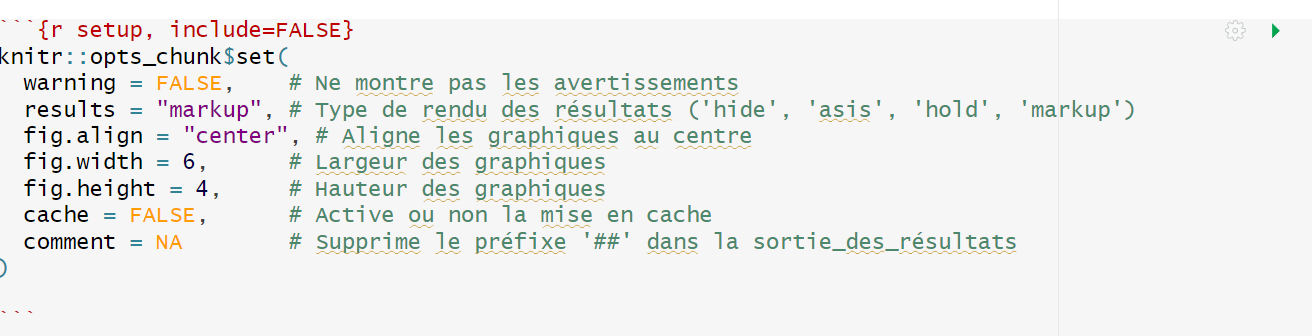 ```{r setup, include=FALSE}
knitr::opts_chunk$set(
  warning = FALSE,    # Ne montre pas les avertissements
  results = "markup", # Type de rendu des résultats ('hide', 'asis', 'hold', 'markup')
  fig.align = "center", # Aligne les graphiques au centre
  fig.width = 6,      # Largeur des graphiques
  fig.height = 4,     # Hauteur des graphiques
  cache = FALSE,      # Active ou non la mise en cache
  comment = NA        # Supprime le préfixe '##' dans la sortie_des_résultats
)
```